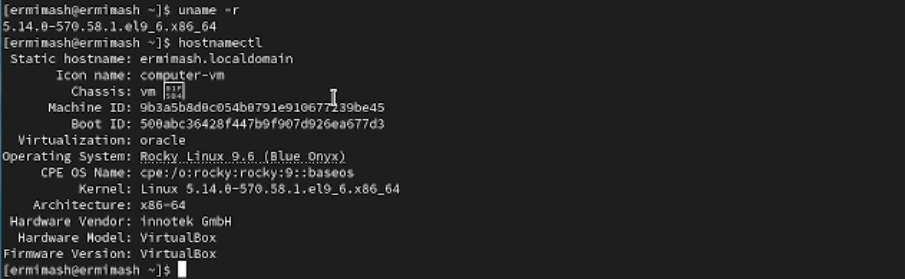 [ermimash@ermimash ~]$ uname -r
5.14.0-570.58.1.el9_6.x86_64
[ermimash@ermimash ~]$ hostnamectl
Static hostname: ermimash.localdomain
Icon name: computer-vm
Chassis: vm
Machine ID: 9b3a5b8d0c054b0791e910677239be45
Boot ID: 500abc36428f447b9f907d926ea677d3
Virtualization: oracle
Operating System: Rocky Linux 9.6 (Blue Onyx)
CPE OS Name: cpe:/o:rocky:rocky:9::baseos
Kernel: Linux 5.14.0-570.58.1.el9_6.x86_64
Architecture: x86-64
Hardware Vendor: innotek GmbH
Hardware Model: VirtualBox
Firmware Version: VirtualBox
[ermimash@ermimash ~]$